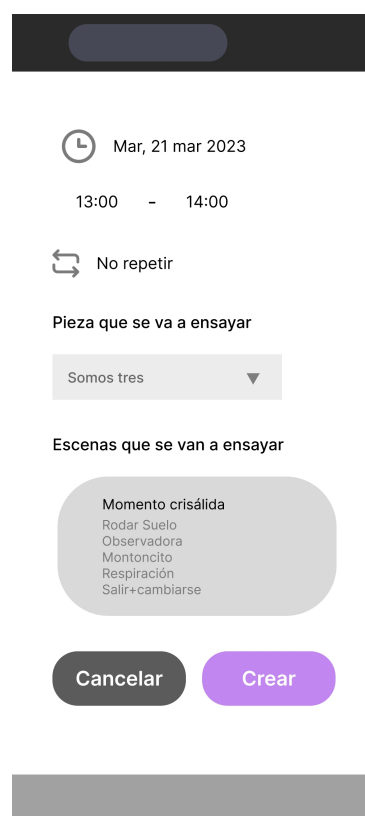 Mar, 21 mar 2023
13:00 - 14:00
No repetir
Pieza que se va a ensayar
Somos tres
Escenas que se van a ensayar
Momento crisálida
Rodar Suelo
Observadora
Montoncito
Respiración
Salir+cambiarse
Cancelar Crear